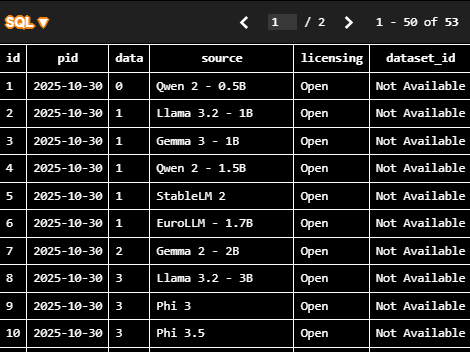 SQL ▼ 1 / 2 1 - 50 of 53
id pid data source licensing dataset_id
1 2025-10-30 0 Qwen 2 - 0.5B Open Not Available
2 2025-10-30 1 Llama 3.2 - 1B Open Not Available
3 2025-10-30 1 Gemma 3 - 1B Open Not Available
4 2025-10-30 1 Qwen 2 - 1.5B Open Not Available
5 2025-10-30 1 StableLM 2 Open Not Available
6 2025-10-30 1 EuroLLM - 1.7B Open Not Available
7 2025-10-30 2 Gemma 2 - 2B Open Not Available
8 2025-10-30 3 Llama 3.2 - 3B Open Not Available
9 2025-10-30 3 Phi 3 Open Not Available
10 2025-10-30 3 Phi 3.5 Open Not Available